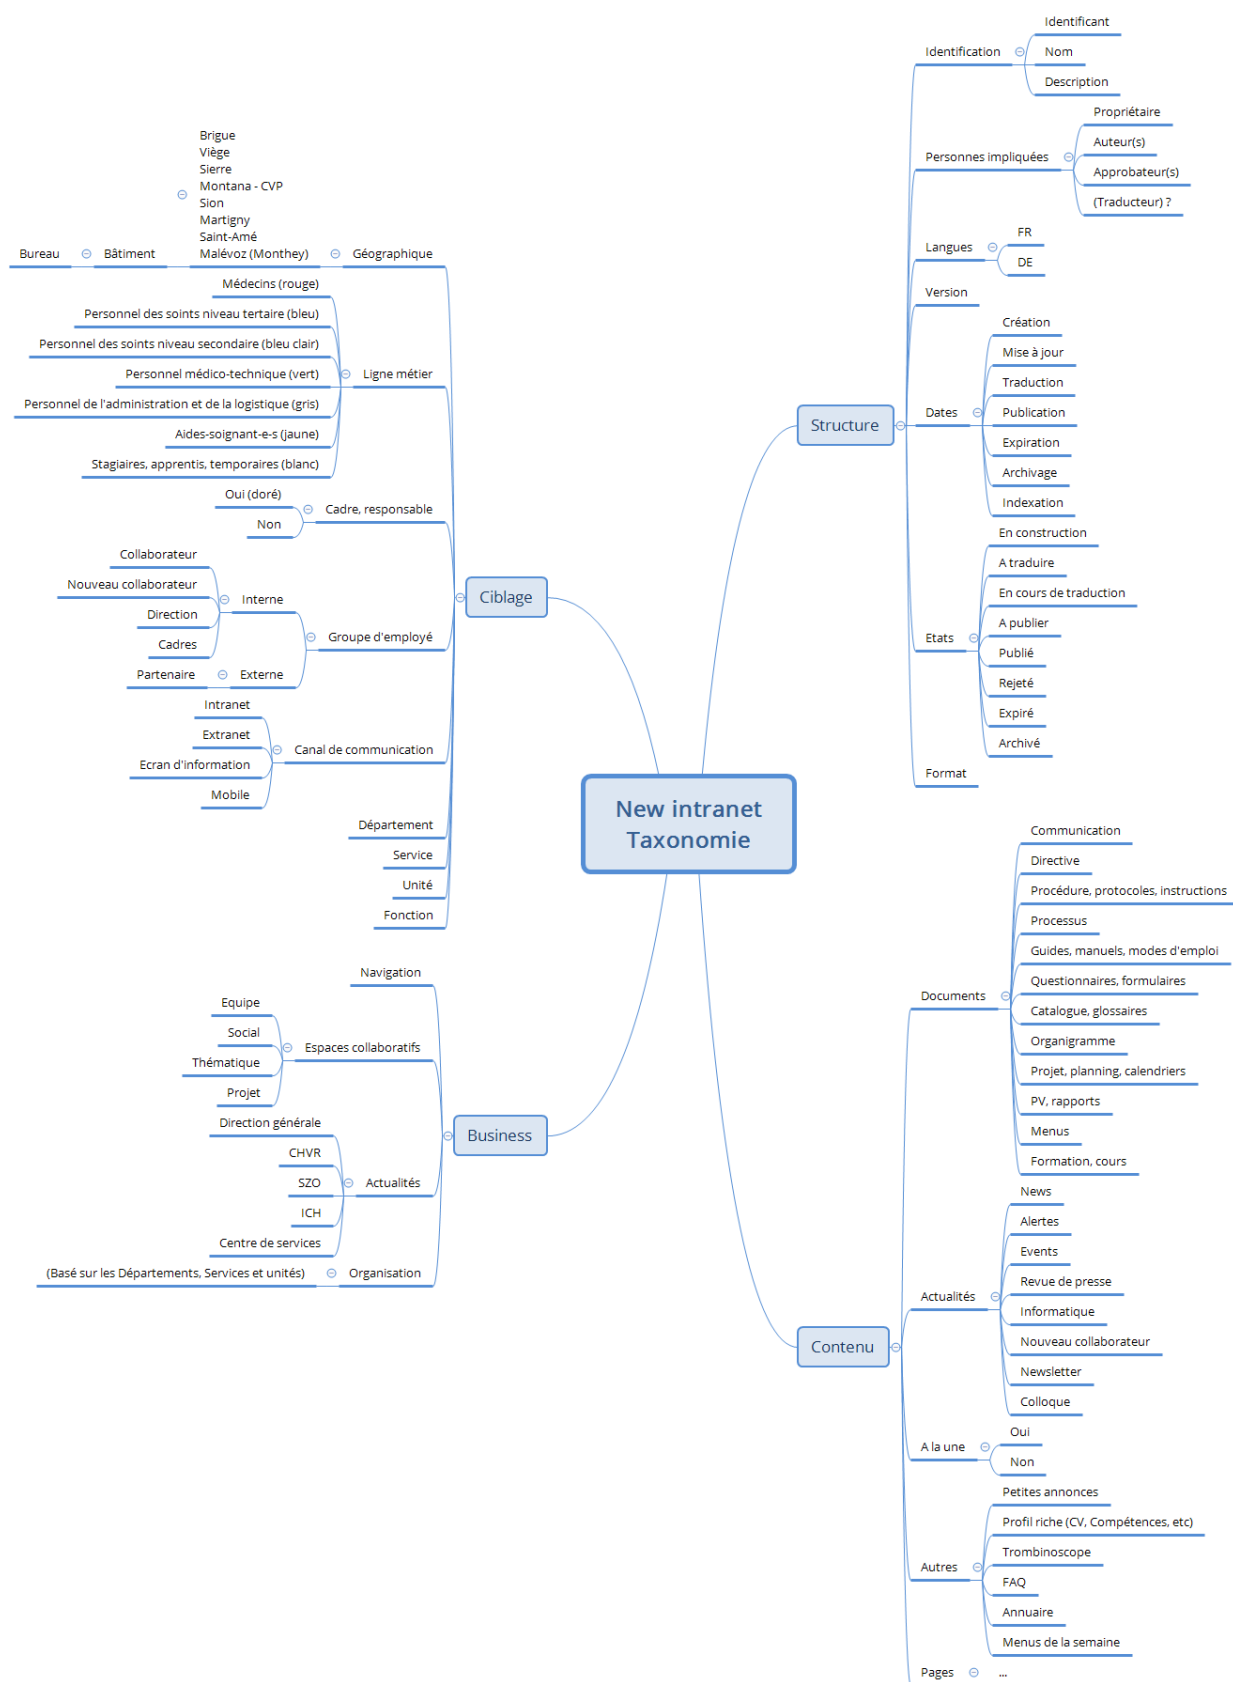 New intranet
Taxonomie
Structure
Identification
Identificant
Nom
Description
Personnes impliquées
Propriétaire
Auteur(s)
Approbateur(s)
(Traducteur) ?
Langues
FR
DE
Version
Dates
Création
Mise à jour
Traduction
Publication
Expiration
Archivage
Indexation
Etats
En construction
A traduire
En cours de traduction
A publier
Publié
Rejeté
Expiré
Archivé
Format
Contenu
Documents
Communication
Directive
Procédure, protocoles, instructions
Processus
Guides, manuels, modes d'emploi
Questionnaires, formulaires
Catalogue, glossaires
Organigramme
Projet, planning, calendriers
PV, rapports
Menus
Formation, cours
Actualités
News
Alertes
Events
Revue de presse
Informatique
Nouveau collaborateur
Newsletter
Colloque
A la une
Oui
Non
Autres
Petites annonces
Profil riche (CV, Compétences, etc)
Trombinoscope
FAQ
Annuaire
Menus de la semaine
Pages
...
Ciblage
Géographique
Brigue
Viège
Sierre
Montana - CVP
Sion
Martigny
Saint-Amé
Malévoz (Monthey)
Bâtiment
Bureau
Ligne métier
Médecins (rouge)
Personnel des soints niveau tertaire (bleu)
Personnel des soints niveau secondaire (bleu clair)
Personnel médico-technique (vert)
Personnel de l'administration et de la logistique (gris)
Aides-soignant-e-s (jaune)
Stagiaires, apprentis, temporaires (blanc)
Cadre, responsable
Oui (doré)
Non
Groupe d'employé
Interne
Collaborateur
Nouveau collaborateur
Direction
Cadres
Externe
Partenaire
Canal de communication
Intranet
Extranet
Ecran d'information
Mobile
Département
Service
Unité
Fonction
Business
Navigation
Espaces collaboratifs
Equipe
Social
Thématique
Projet
Actualités
Direction générale
CHVR
SZO
ICH
Centre de services
Organisation
(Basé sur les Départements, Services et unités)